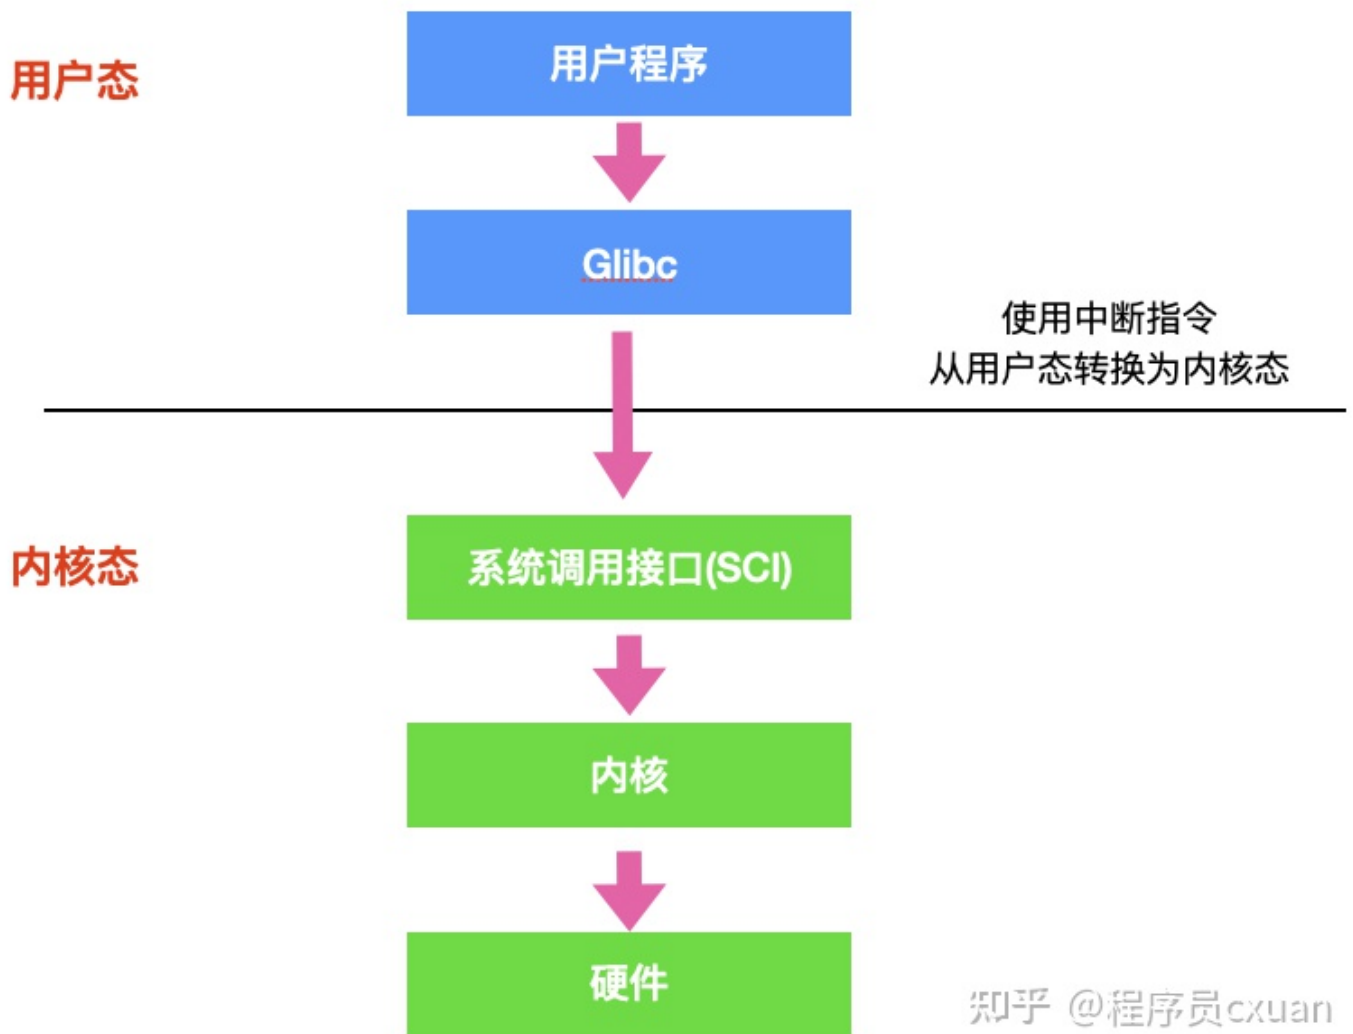 用户程序
用户态
Glibc
使用中断指令
从用户态转换为内核态
系统调用接口(SCI)
内核态
内核
硬件
知乎 @程序员cxuan